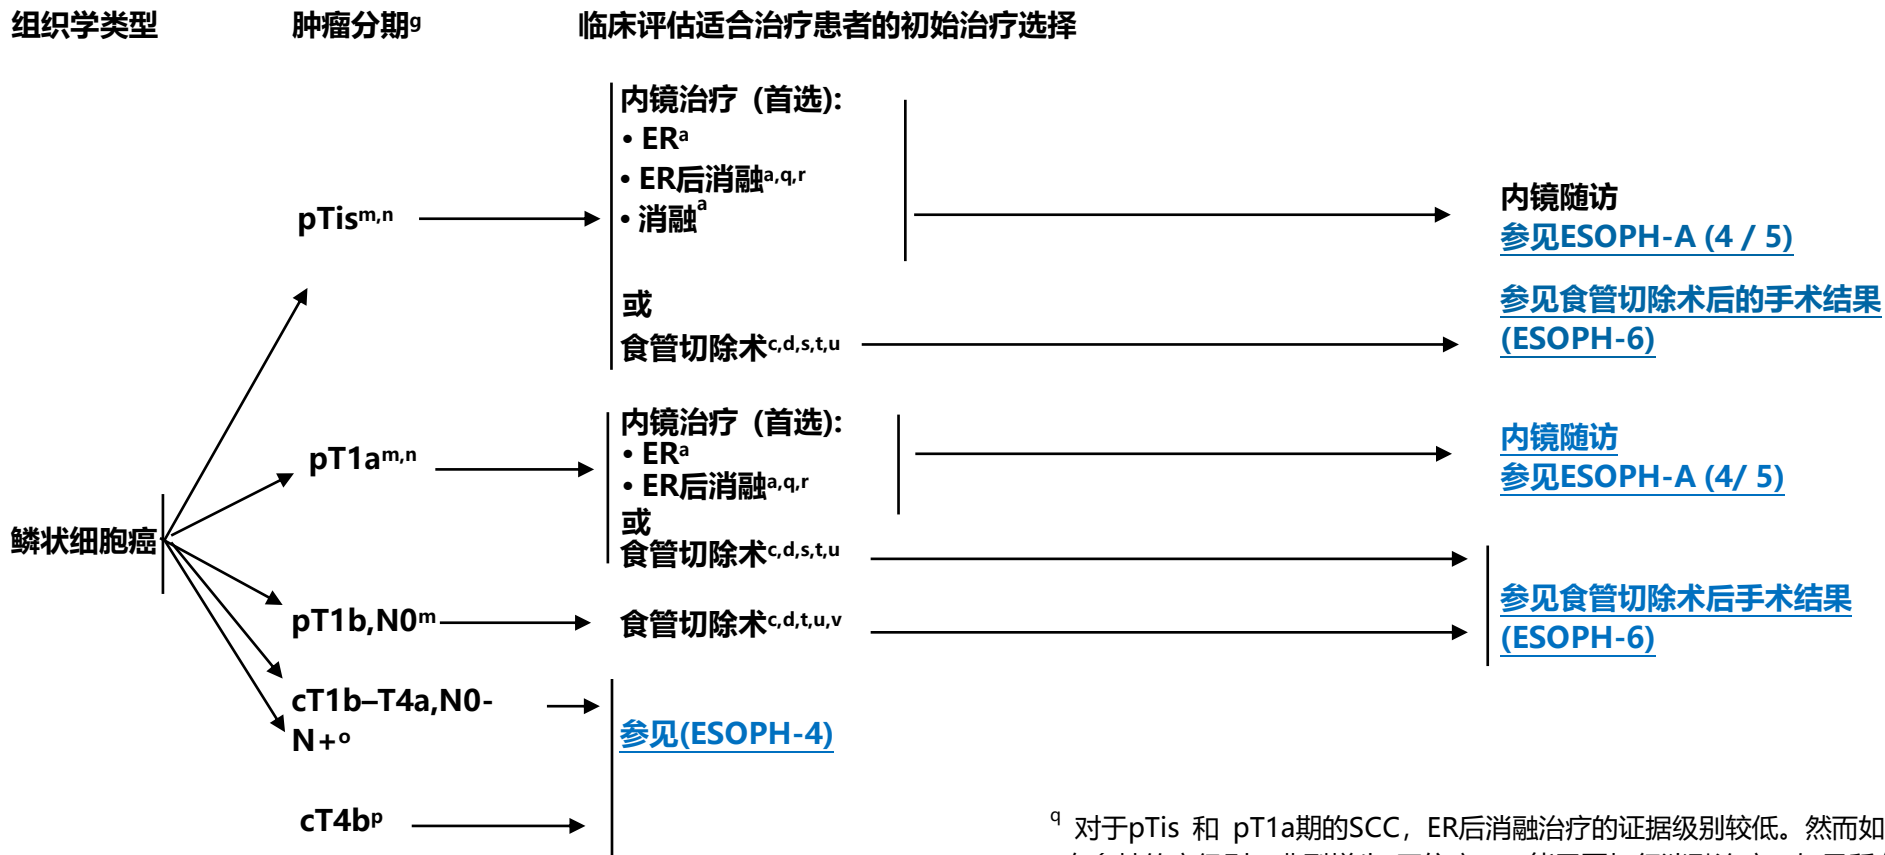 组织学类型
肿瘤分期g
临床评估适合治疗患者的初始治疗选择
鳞状细胞癌
pTism,n
内镜治疗 (首选):
• ERa
• ER后消融a,q,r
• 消融a
或
食管切除术c,d,s,t,u
内镜随访
参见ESOPH-A (4 / 5)
参见食管切除术后的手术结果
(ESOPH-6)
pT1am,n
内镜治疗 (首选):
• ERa
• ER后消融a,q,r
或
食管切除术c,d,s,t,u
内镜随访
参见ESOPH-A (4/ 5)
pT1b,N0m
食管切除术c,d,t,u,v
参见食管切除术后手术结果
(ESOPH-6)
cT1b–T4a,N0-
N+o
参见(ESOPH-4)
cT4bp
q 对于pTis 和 pT1a期的SCC，ER后消融治疗的证据级别较低。然而如